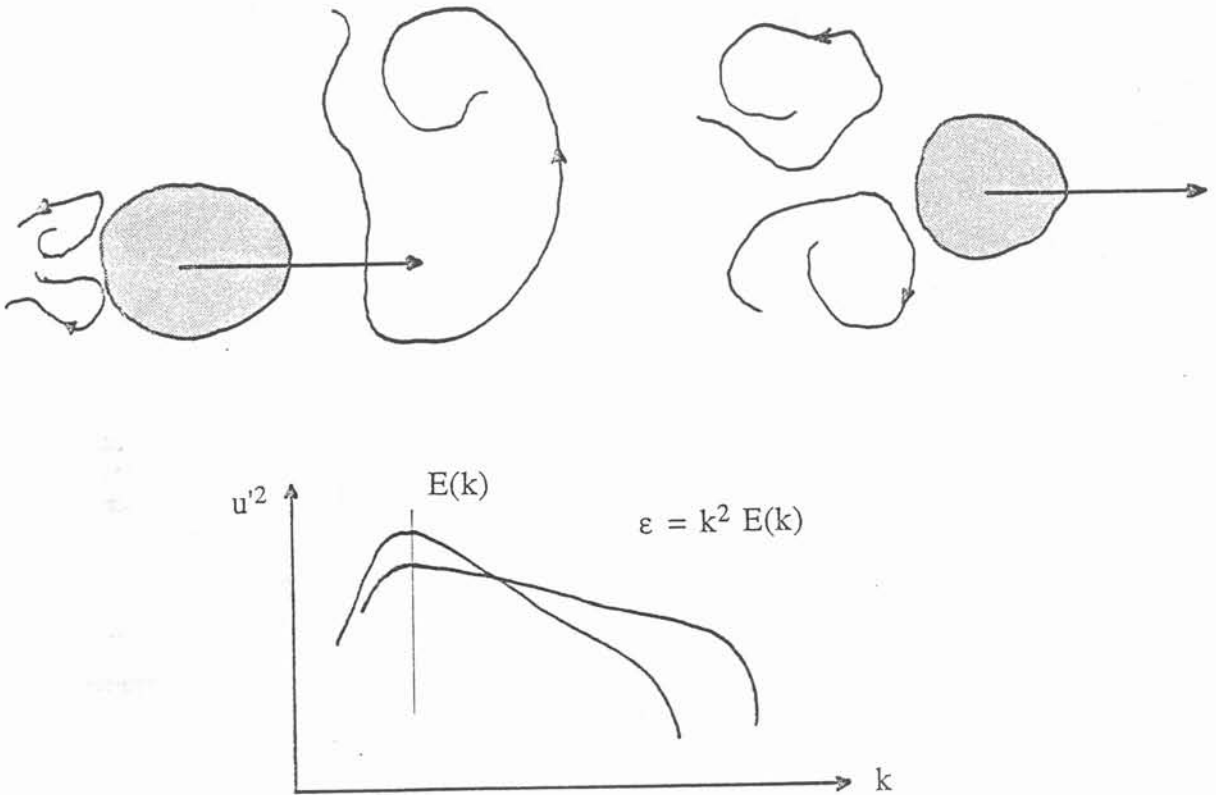 E(k)
u'²
ε = k² E(k)
k